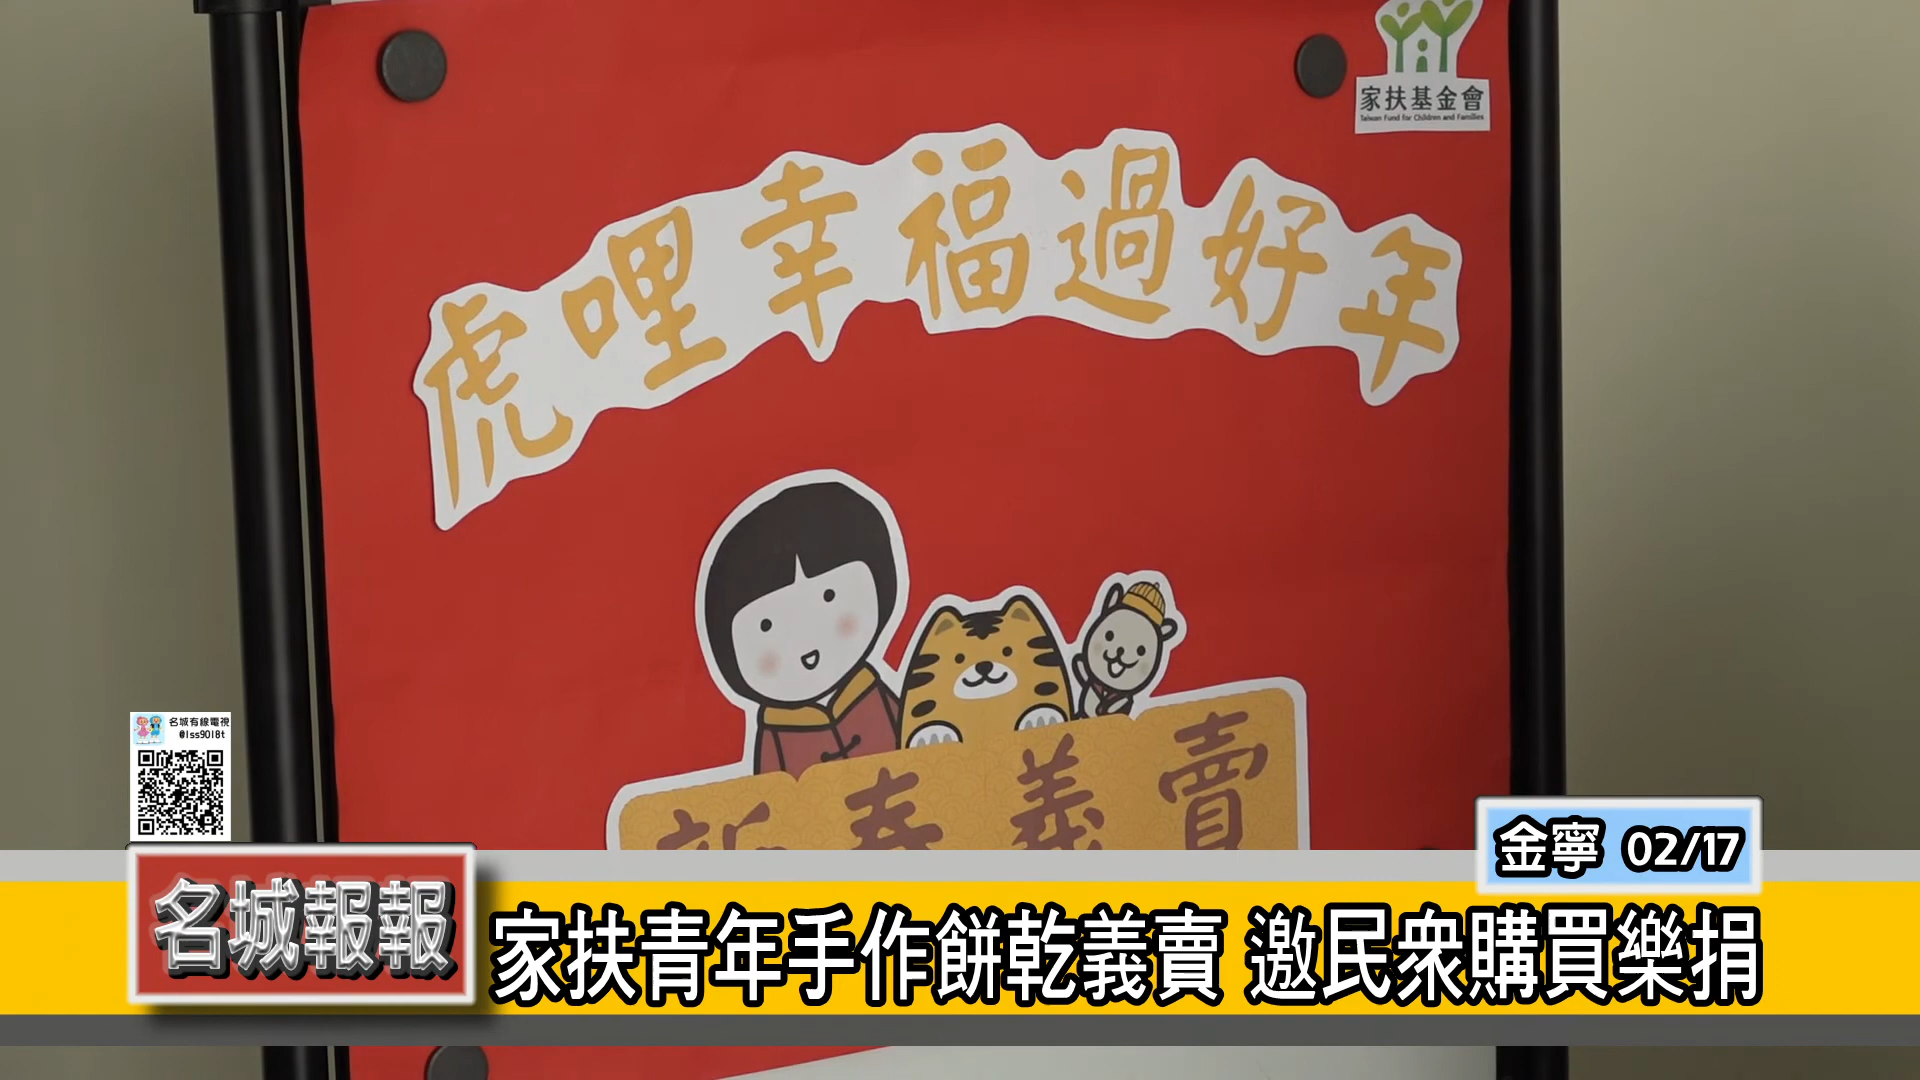 家扶基金會
Taiwan Fund for Children and Families
虎哩幸福過好年
新春義賣
名城有線電視
@lss9018t
金寧 02/17
名城報報
家扶青年手作餅乾義賣 邀民眾購買樂捐